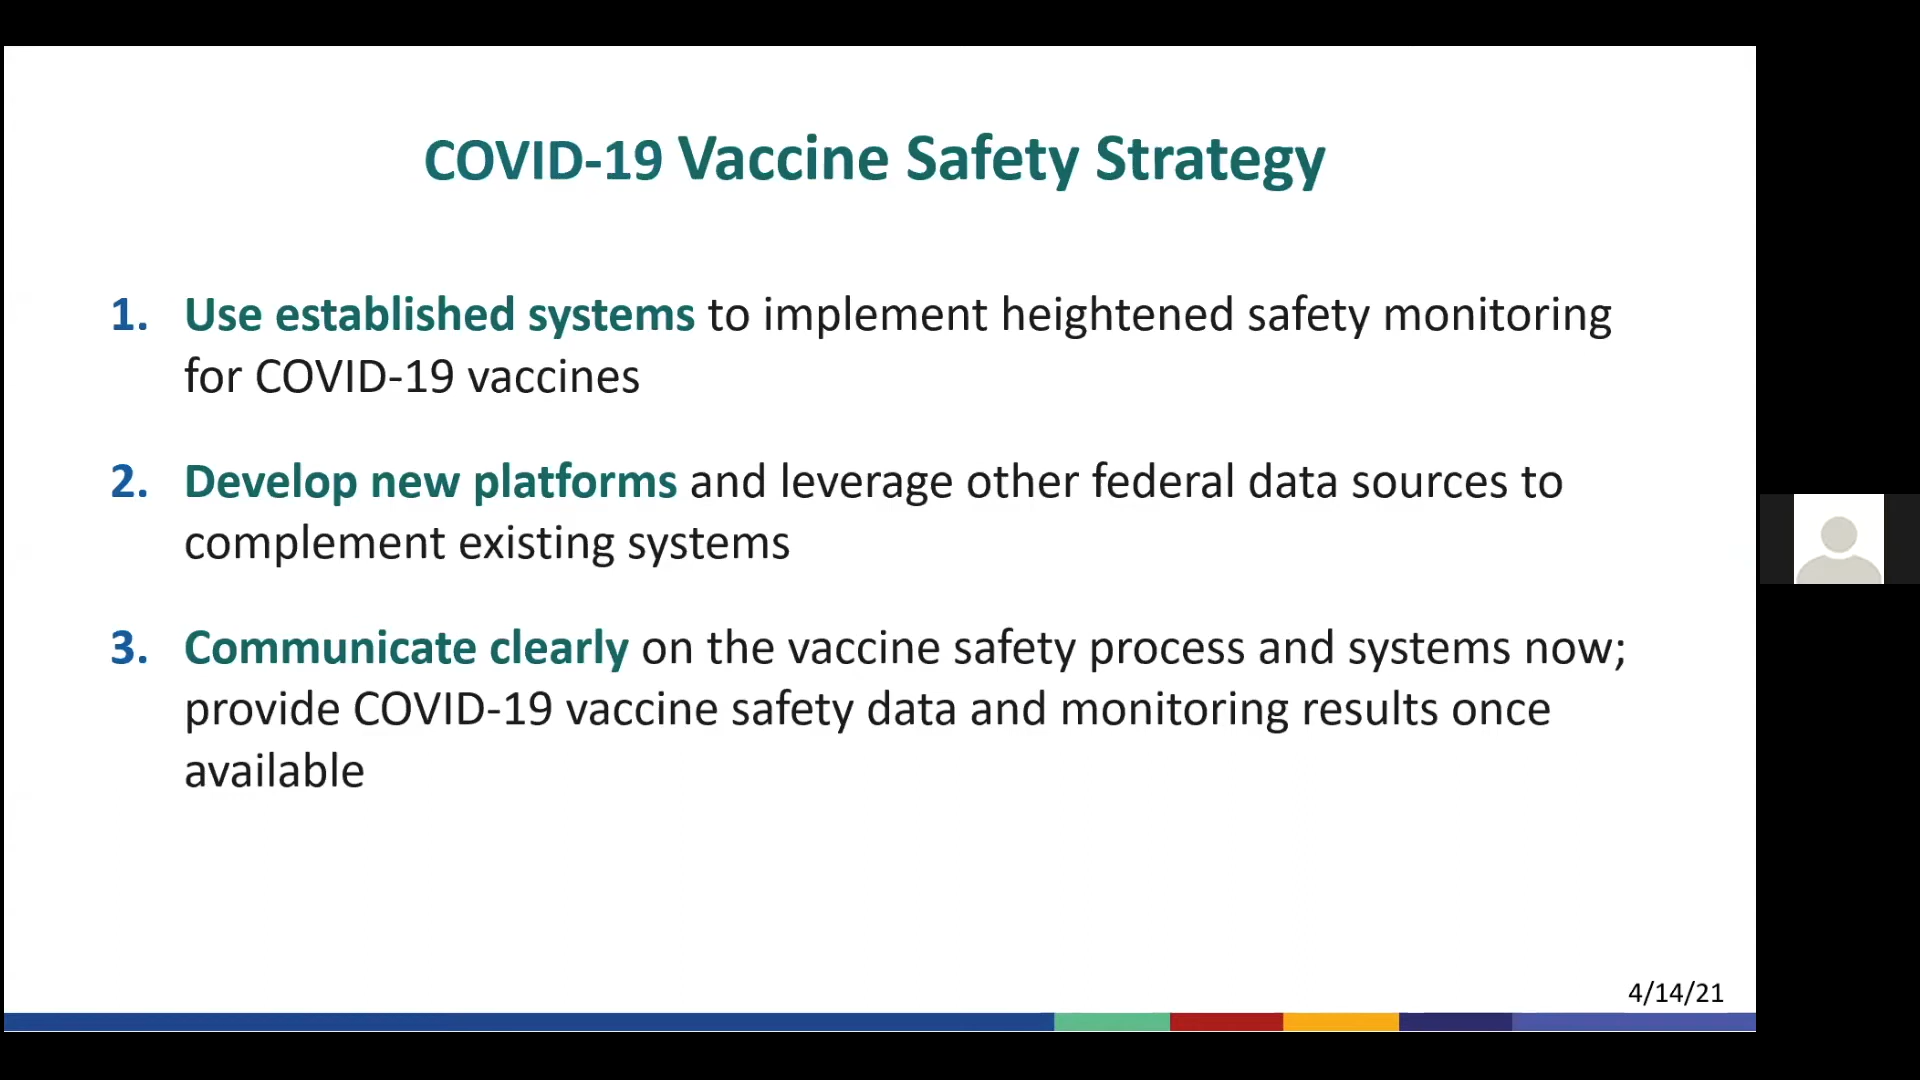 COVID-19 Vaccine Safety Strategy
1. Use established systems to implement heightened safety monitoring
for COVID-19 vaccines
2. Develop new platforms and leverage other federal data sources to
complement existing systems
3. Communicate clearly on the vaccine safety process and systems now;
provide COVID-19 vaccine safety data and monitoring results once
available
4/14/21